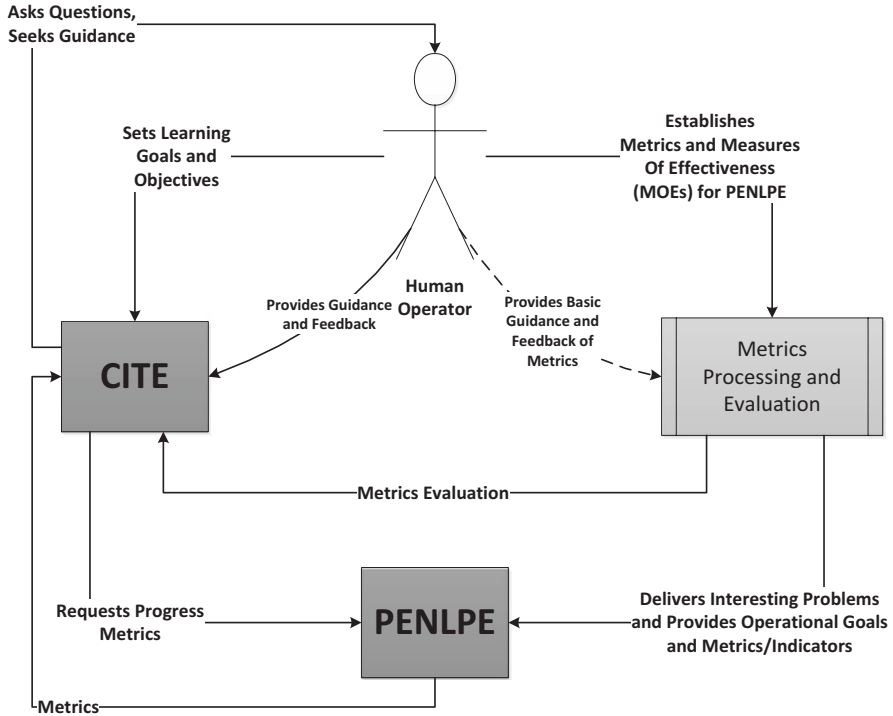 Asks Questions,
Seeks Guidance
Sets Learning
Goals and
Objectives
Establishes
Metrics and Measures
Of Effectiveness
(MOEs) for PENLPE
Human
Operator
Provides Guidance
and Feedback
Provides Basic
Guidance and
Feedback of
Metrics
CITE
Metrics
Processing and
Evaluation
Metrics Evaluation
Requests Progress
Metrics
PENLPE
Delivers Interesting Problems
and Provides Operational Goals
and Metrics/Indicators
Metrics